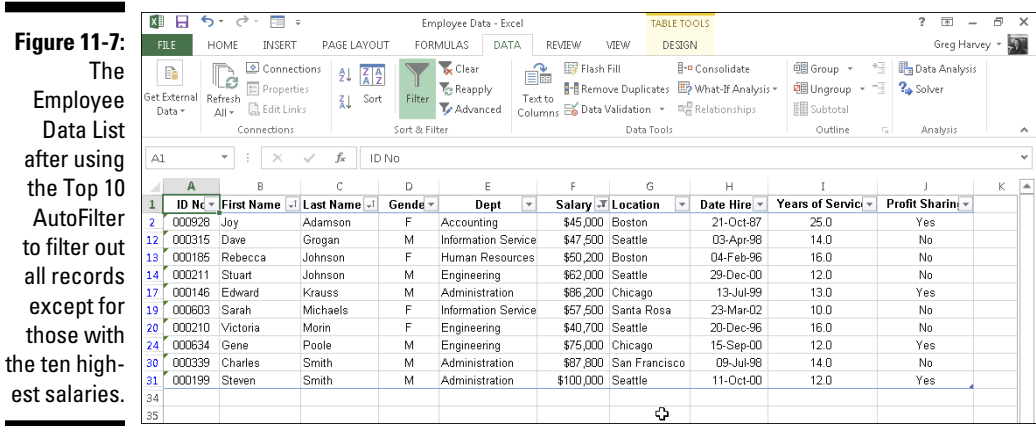 Figure 11-7:
The
Employee
Data List
after using
the Top 10
AutoFilter
to filter out
all records
except for
those with
the ten high-
est salaries.
Employee Data - Excel
TABLE TOOLS
FILE HOME INSERT PAGE LAYOUT FORMULAS DATA REVIEW VIEW DESIGN Greg Harvey
Get External Data
Refresh All
Connections
Properties
Edit Links
Connections
Sort
Filter
Clear
Reapply
Advanced
Sort & Filter
Text to Columns
Flash Fill
Remove Duplicates
Data Validation
Consolidate
What-If Analysis
Relationships
Data Tools
Group
Ungroup
Subtotal
Outline
Data Analysis
Solver
Analysis
A1 fx ID No
A B C D E F G H I J K
1 ID No First Name Last Name Gende Dept Salary Location Date Hire Years of Servic Profit Sharin
2 000928 Joy Adamson F Accounting $45,000 Boston 21-Oct-87 25.0 Yes
12 000315 Dave Grogan M Information Service $47,500 Seattle 03-Apr-98 14.0 No
13 000185 Rebecca Johnson F Human Resources $50,200 Boston 04-Feb-96 16.0 No
14 000211 Stuart Johnson M Engineering $62,000 Seattle 29-Dec-00 12.0 No
17 000146 Edward Krauss M Administration $86,200 Chicago 13-Jul-99 13.0 Yes
19 000603 Sarah Michaels F Information Service $57,500 Santa Rosa 23-Mar-02 10.0 No
20 000210 Victoria Morin F Engineering $40,700 Seattle 20-Dec-96 16.0 No
24 000634 Gene Poole M Engineering $75,000 Chicago 15-Sep-00 12.0 Yes
30 000339 Charles Smith M Administration $87,800 San Francisco 09-Jul-98 14.0 No
31 000199 Steven Smith M Administration $100,000 Seattle 11-Oct-00 12.0 Yes
34
35